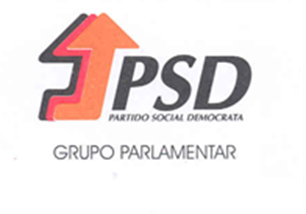 PSD
PARTIDO SOCIAL DEMOCRATA
GRUPO PARLAMENTAR